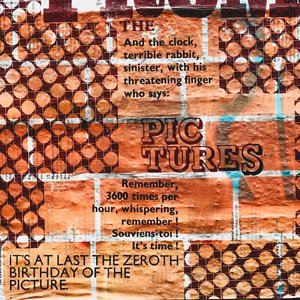 THE
And the clock,
terrible rabbit,
sinister, with his
threatening finger
who says:
PIC
TURES
Remember,
3600 times per
hour, whispering,
remember !
Souviens-toi !
It's time !
IT'S AT LAST THE ZEROTH
BIRTHDAY OF THE
PICTURE.